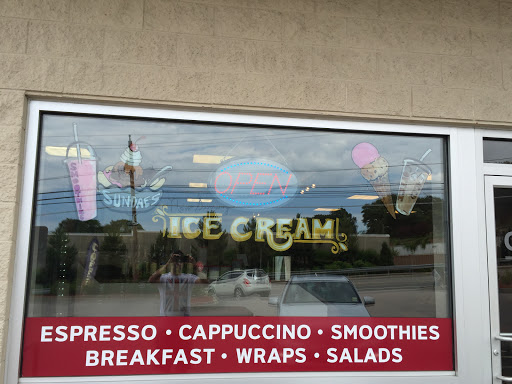 OPEN
SUNDAES
ICE CREAM
ESPRESSO • CAPPUCCINO • SMOOTHIES
BREAKFAST • WRAPS • SALADS